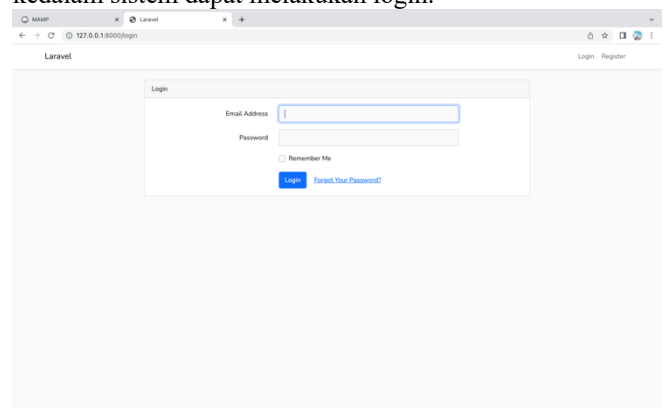 kedalam sistem dapat melakukan login.
MAMP
Laravel
127.0.0.1:8000/login
Laravel
Login Register
Login
Email Address
Password
Remember Me
Login Forgot Your Password?